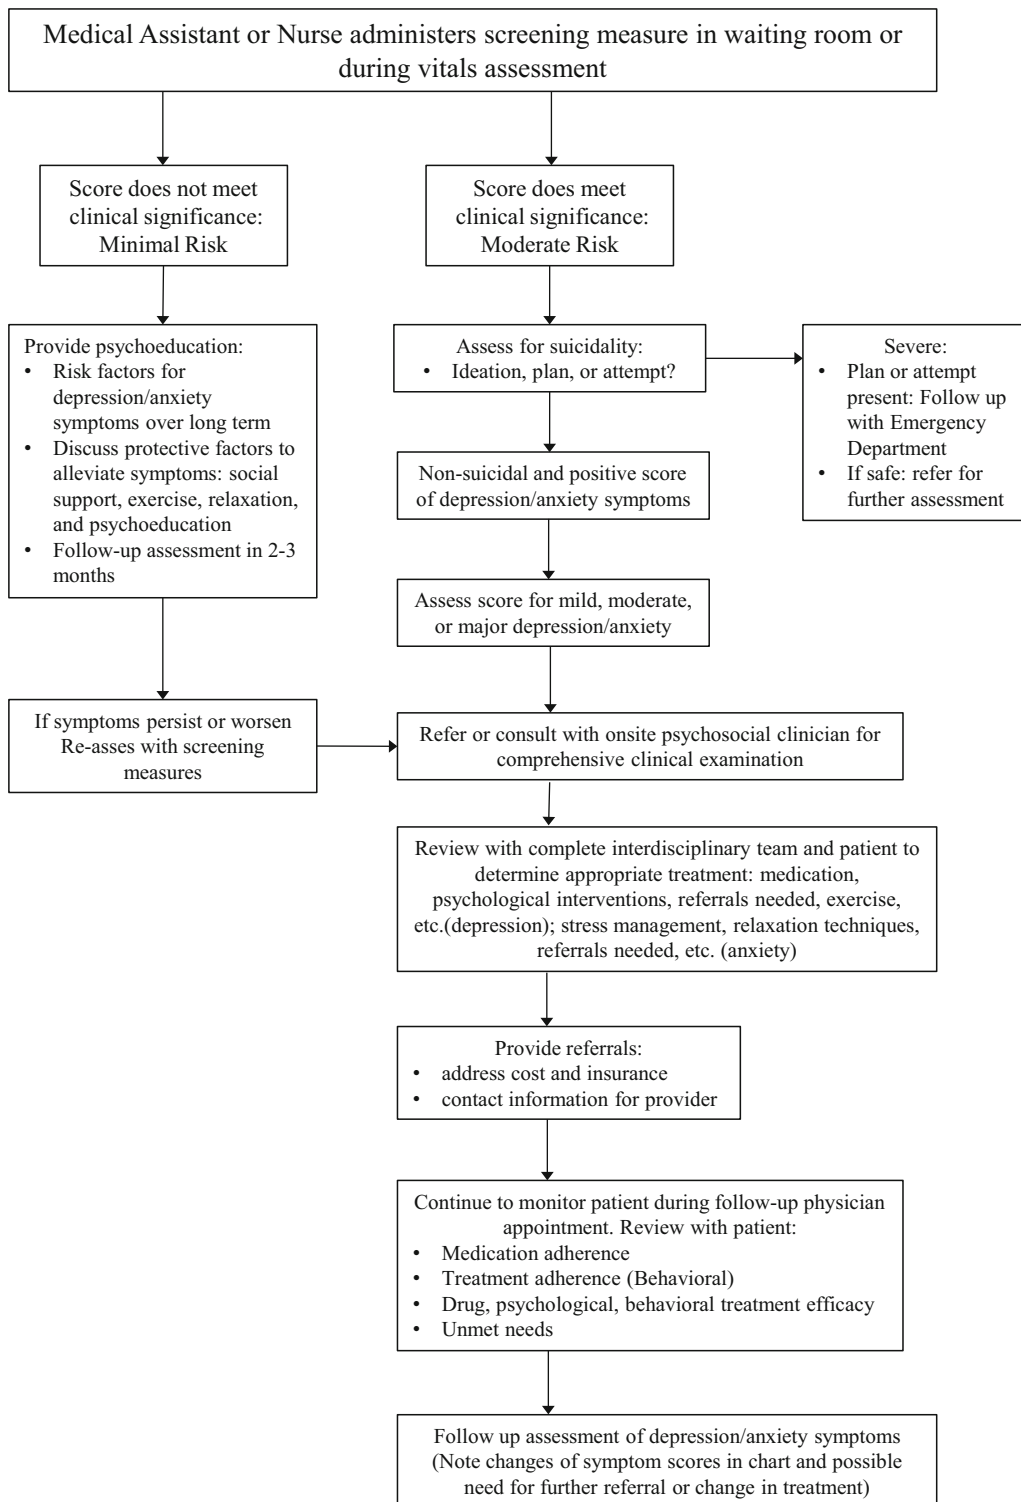 Medical Assistant or Nurse administers screening measure in waiting room or
during vitals assessment
Score does not meet
clinical significance:
Minimal Risk
Score does meet
clinical significance:
Moderate Risk
Provide psychoeducation:
• Risk factors for
depression/anxiety
symptoms over long term
• Discuss protective factors to
alleviate symptoms: social
support, exercise, relaxation,
and psychoeducation
• Follow-up assessment in 2-3
months
Assess for suicidality:
• Ideation, plan, or attempt?
Severe:
• Plan or attempt
present: Follow up
with Emergency
Department
• If safe: refer for
further assessment
Non-suicidal and positive score
of depression/anxiety symptoms
Assess score for mild, moderate,
or major depression/anxiety
If symptoms persist or worsen
Re-asses with screening
measures
Refer or consult with onsite psychosocial clinician for
comprehensive clinical examination
Review with complete interdisciplinary team and patient to
determine appropriate treatment: medication,
psychological interventions, referrals needed, exercise,
etc.(depression); stress management, relaxation techniques,
referrals needed, etc. (anxiety)
Provide referrals:
• address cost and insurance
• contact information for provider
Continue to monitor patient during follow-up physician
appointment. Review with patient:
• Medication adherence
• Treatment adherence (Behavioral)
• Drug, psychological, behavioral treatment efficacy
• Unmet needs
Follow up assessment of depression/anxiety symptoms
(Note changes of symptom scores in chart and possible
need for further referral or change in treatment)